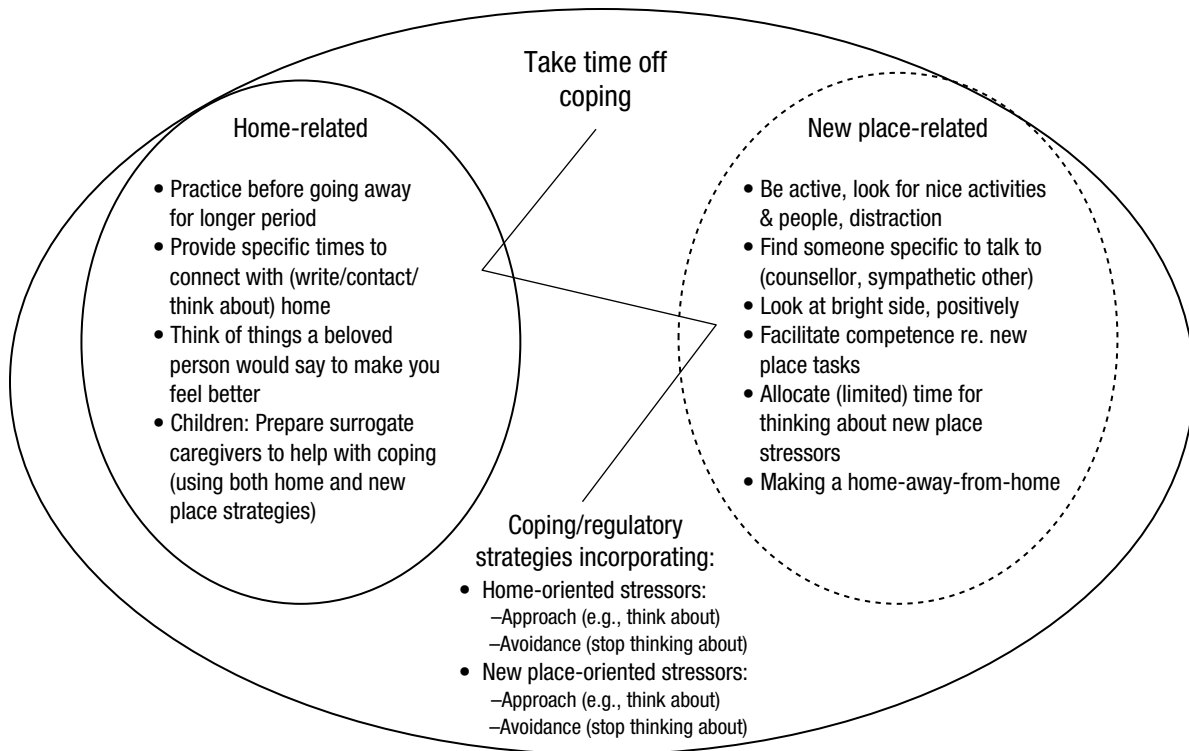 Take time off
coping
Home-related
• Practice before going away
for longer period
• Provide specific times to
connect with (write/contact/
think about) home
• Think of things a beloved
person would say to make you
feel better
• Children: Prepare surrogate
caregivers to help with coping
(using both home and new
place strategies)
New place-related
• Be active, look for nice activities
& people, distraction
• Find someone specific to talk to
(counsellor, sympathetic other)
• Look at bright side, positively
• Facilitate competence re. new
place tasks
• Allocate (limited) time for
thinking about new place
stressors
• Making a home-away-from-home
Coping/regulatory
strategies incorporating:
• Home-oriented stressors:
–Approach (e.g., think about)
–Avoidance (stop thinking about)
• New place-oriented stressors:
–Approach (e.g., think about)
–Avoidance (stop thinking about)